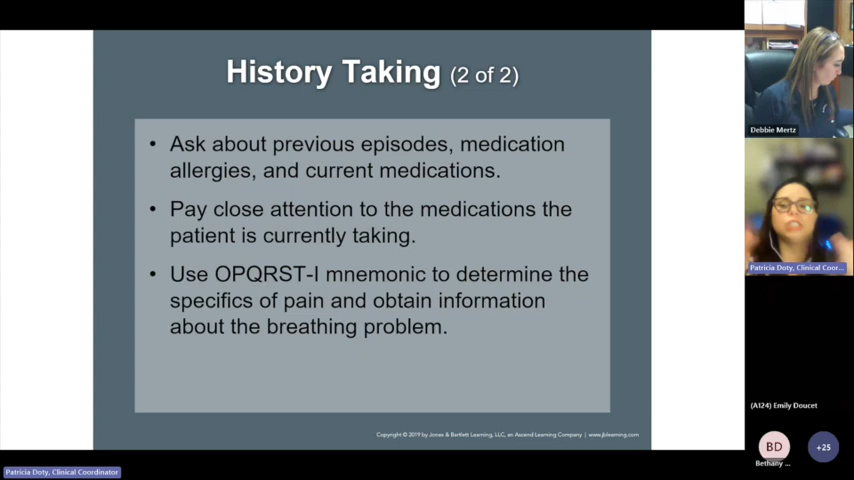 History Taking (2 of 2)
• Ask about previous episodes, medication
allergies, and current medications.
• Pay close attention to the medications the
patient is currently taking.
• Use OPQRST-I mnemonic to determine the
specifics of pain and obtain information
about the breathing problem.
Copyright © 2019 by Jones & Bartlett Learning, LLC, an Ascend Learning Company | www.jblearning.com
Debbie Mertz
Patricia Doty, Clinical Coor...
(A124) Emily Doucet
BD
+25
Bethany ...
Patricia Doty, Clinical Coordinator